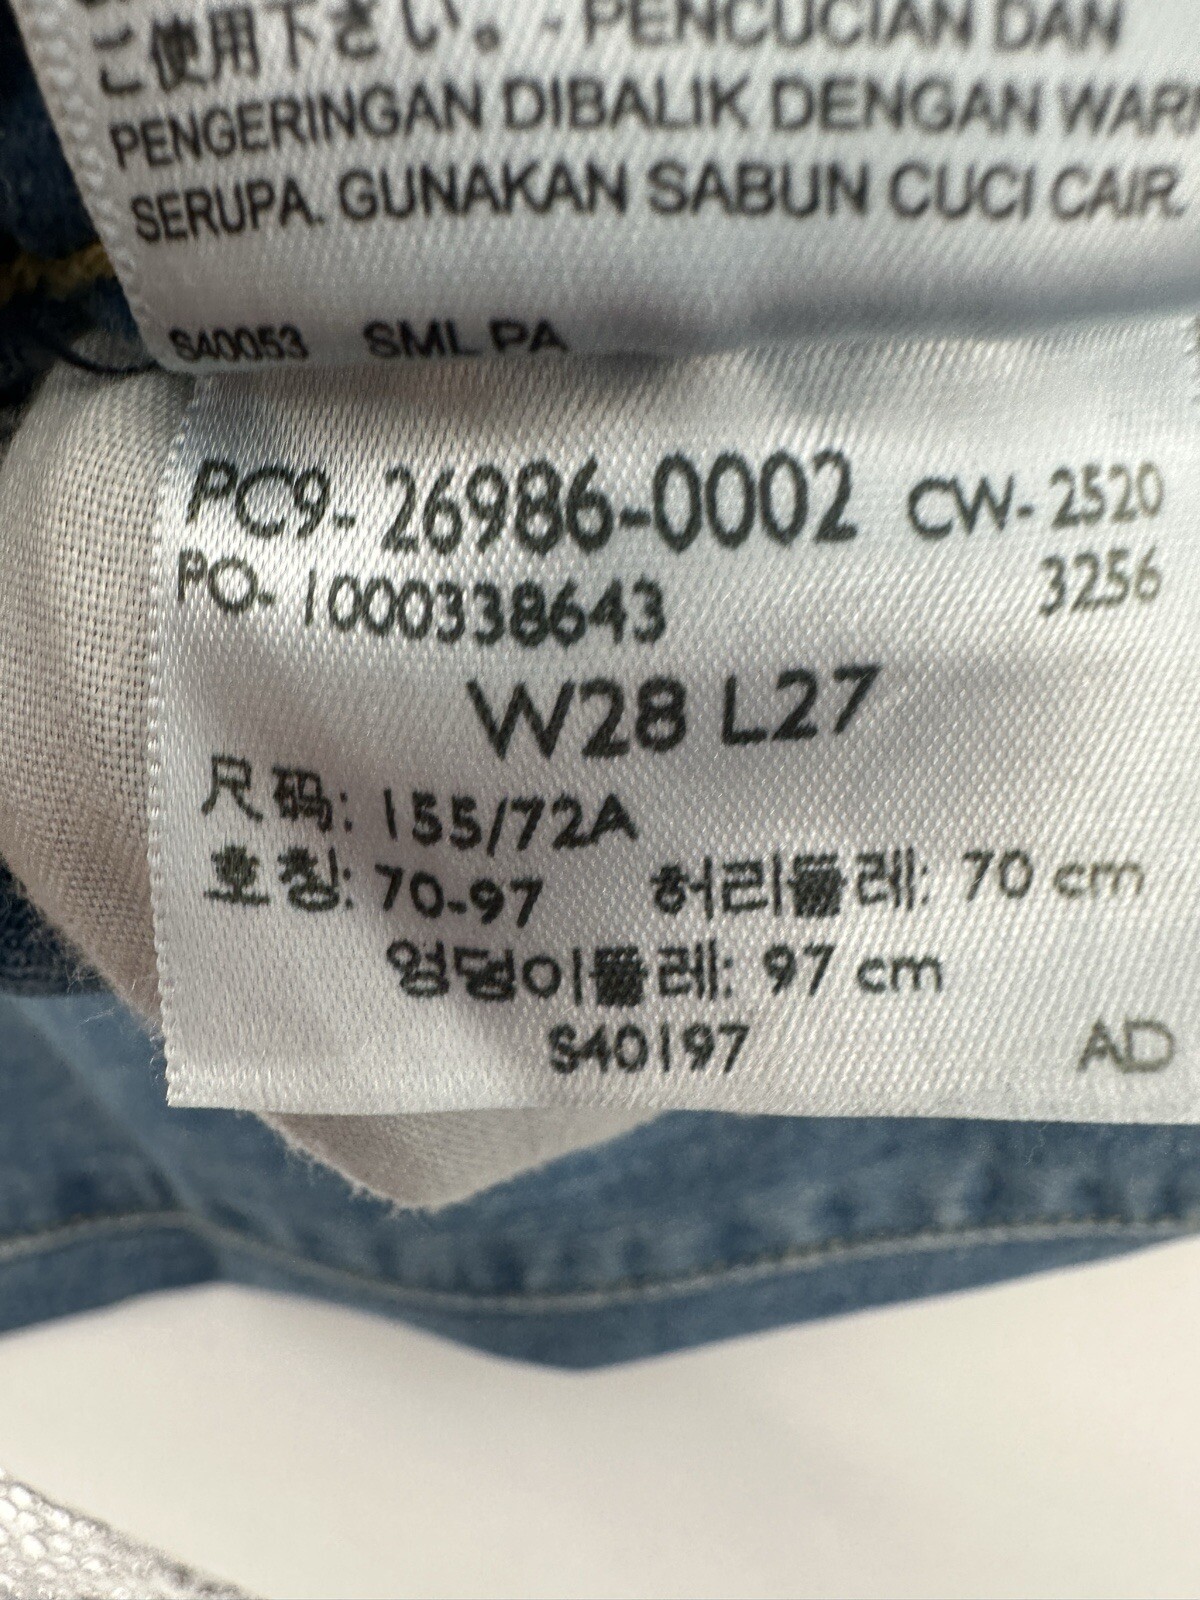 ご使用下さい。 - PENCUCIAN DAN
PENGERINGAN DIBALIK DENGAN
SERUPA. GUNAKAN SABUN CUCI CAIR.
S40053 SML PA
PC9-26986-0002 CW-2520
PO-1000338643 3256
W28 L27
尺码: 155/72A
호칭: 70-97 허리둘레: 70 cm
엉덩이둘레: 97 cm
S40197 AD